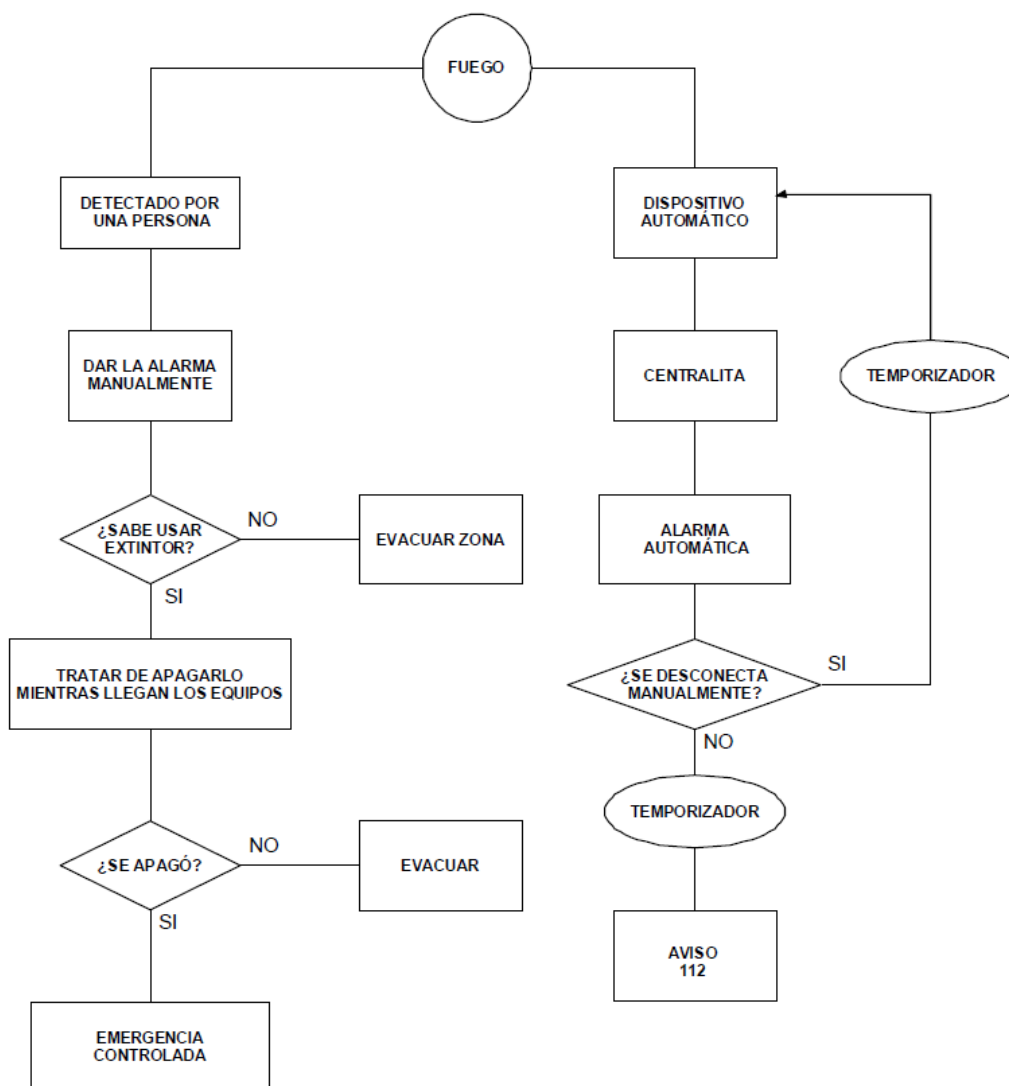 FUEGO
DETECTADO POR
UNA PERSONA
DAR LA ALARMA
MANUALMENTE
¿SABE USAR
EXTINTOR?
NO
EVACUAR ZONA
SI
TRATAR DE APAGARLO
MIENTRAS LLEGAN LOS EQUIPOS
¿SE APAGÓ?
NO
EVACUAR
SI
EMERGENCIA
CONTROLADA
DISPOSITIVO
AUTOMÁTICO
CENTRALITA
TEMPORIZADOR
ALARMA
AUTOMÁTICA
¿SE DESCONECTA
MANUALMENTE?
SI
NO
TEMPORIZADOR
AVISO
112